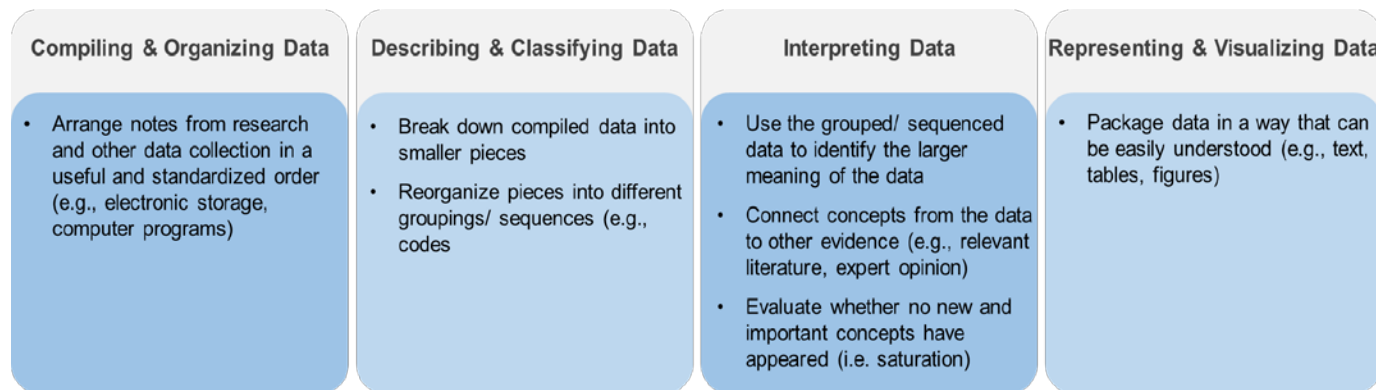 Compiling & Organizing Data
• Arrange notes from research
and other data collection in a
useful and standardized order
(e.g., electronic storage,
computer programs)
Describing & Classifying Data
• Break down compiled data into
smaller pieces
• Reorganize pieces into different
groupings/ sequences (e.g.,
codes
Interpreting Data
• Use the grouped/ sequenced
data to identify the larger
meaning of the data
• Connect concepts from the data
to other evidence (e.g., relevant
literature, expert opinion)
• Evaluate whether no new and
important concepts have
appeared (i.e. saturation)
Representing & Visualizing Data
• Package data in a way that can
be easily understood (e.g., text,
tables, figures)